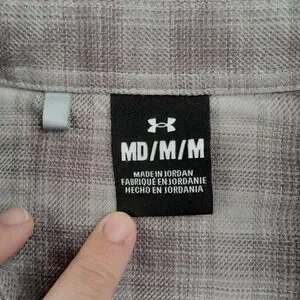 MD/M/M
MADE IN JORDAN
FABRIQUÉ EN JORDANIE
HECHO EN JORDANIA